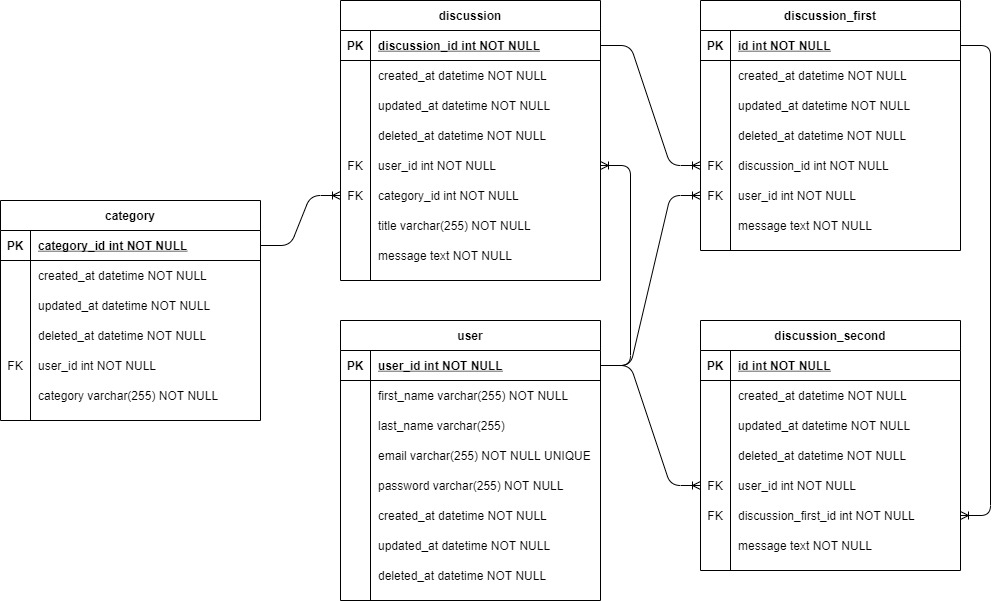 discussion
PK discussion_id int NOT NULL
created_at datetime NOT NULL
updated_at datetime NOT NULL
deleted_at datetime NOT NULL
FK user_id int NOT NULL
FK category_id int NOT NULL
title varchar(255) NOT NULL
message text NOT NULL
discussion_first
PK id int NOT NULL
created_at datetime NOT NULL
updated_at datetime NOT NULL
deleted_at datetime NOT NULL
FK discussion_id int NOT NULL
FK user_id int NOT NULL
message text NOT NULL
category
PK category_id int NOT NULL
created_at datetime NOT NULL
updated_at datetime NOT NULL
deleted_at datetime NOT NULL
FK user_id int NOT NULL
category varchar(255) NOT NULL
user
PK user_id int NOT NULL
first_name varchar(255) NOT NULL
last_name varchar(255)
email varchar(255) NOT NULL UNIQUE
password varchar(255) NOT NULL
created_at datetime NOT NULL
updated_at datetime NOT NULL
deleted_at datetime NOT NULL
discussion_second
PK id int NOT NULL
created_at datetime NOT NULL
updated_at datetime NOT NULL
deleted_at datetime NOT NULL
FK user_id int NOT NULL
FK discussion_first_id int NOT NULL
message text NOT NULL